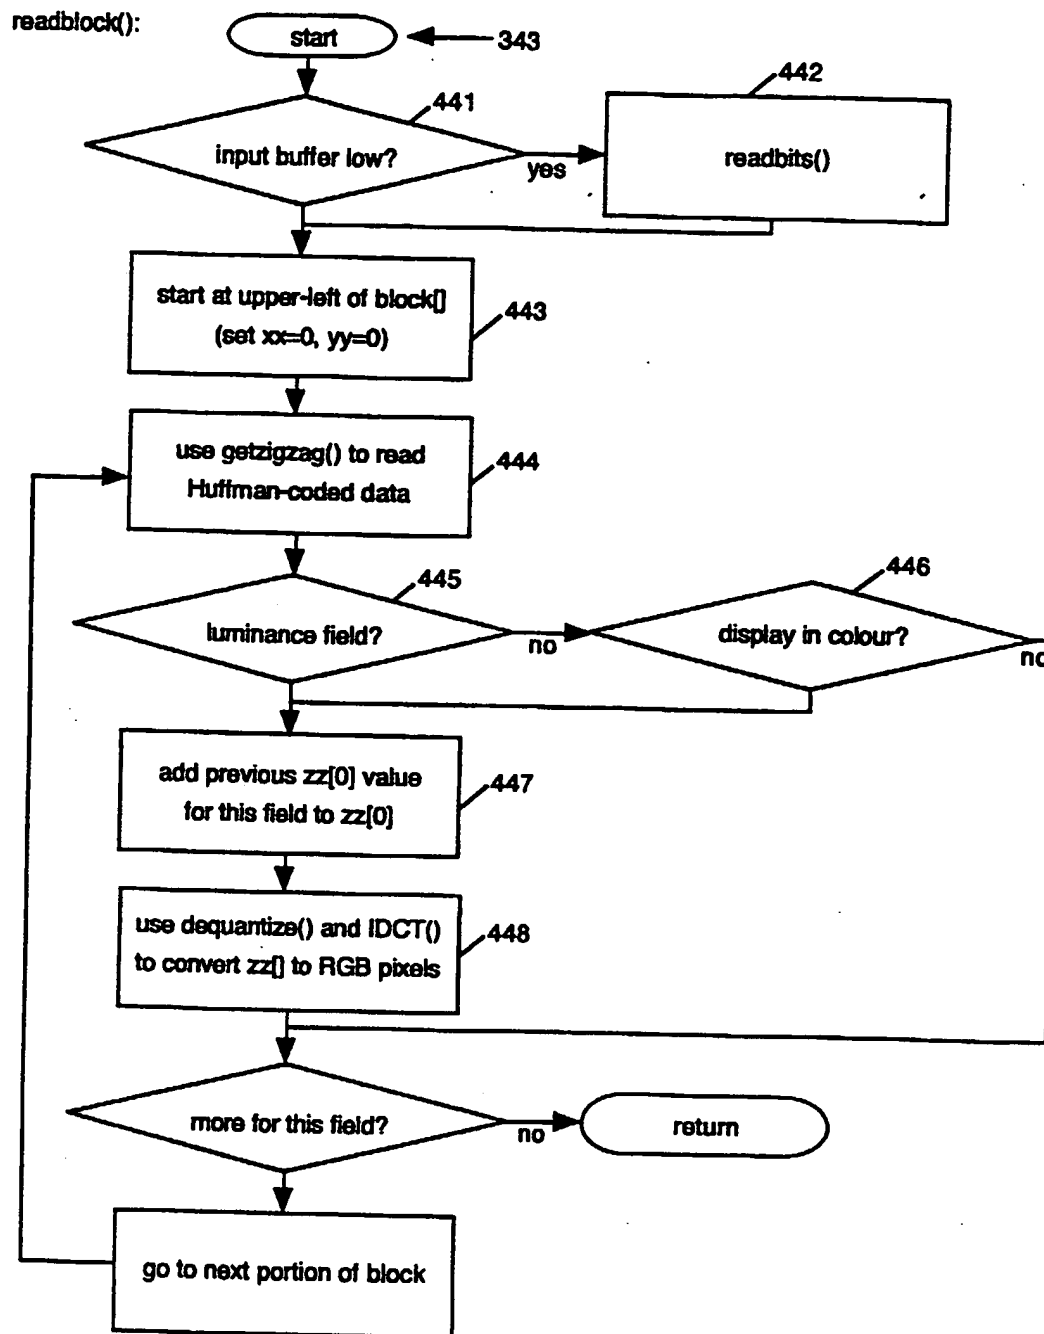 readblock():
start
343
441
442
input buffer low?
yes
readbits()
start at upper-left of block[]
(set xx=0, yy=0)
443
use getzigzag() to read
Huffman-coded data
444
445
446
luminance field?
no
display in colour?
no
add previous zz[0] value
for this field to zz[0]
447
use dequantize() and IDCT()
to convert zz[] to RGB pixels
448
more for this field?
no
return
go to next portion of block